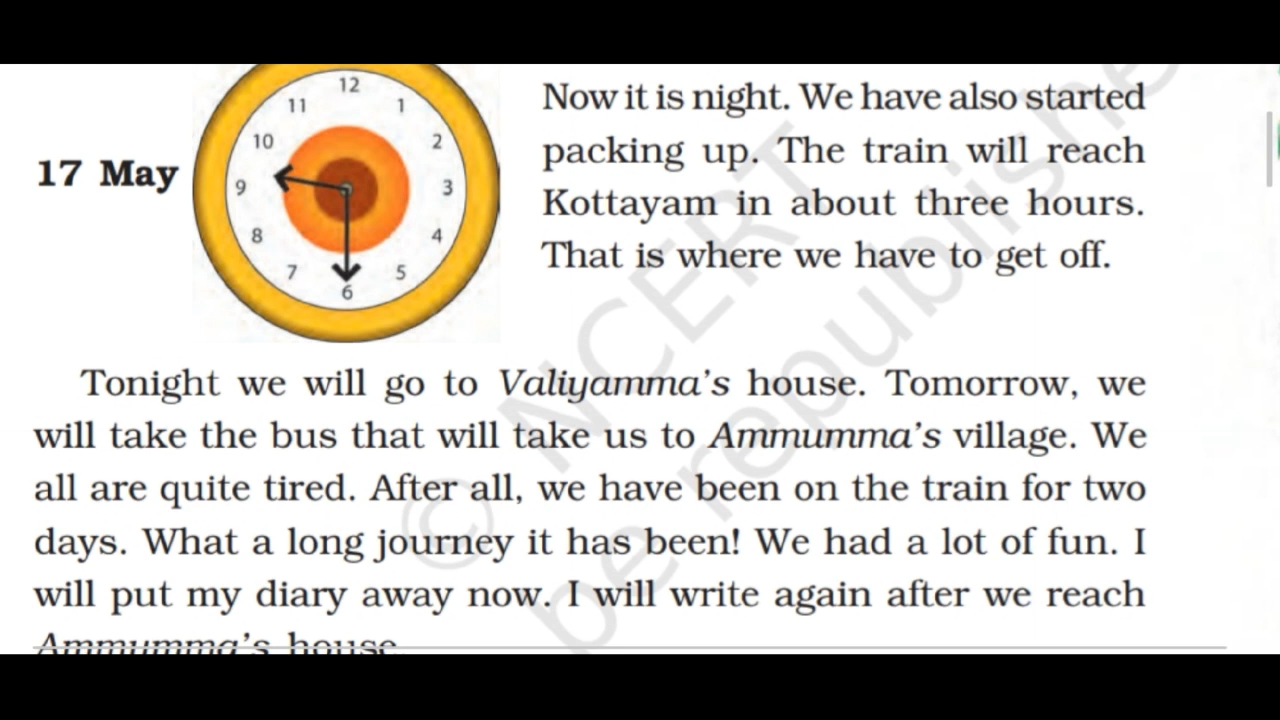 12
11
1
10
2
17 May
9
3
8
4
7
5
6
Now it is night. We have also started
packing up. The train will reach
Kottayam in about three hours.
That is where we have to get off.
Tonight we will go to Valiyamma's house. Tomorrow, we
will take the bus that will take us to Ammumma's village. We
all are quite tired. After all, we have been on the train for two
days. What a long journey it has been! We had a lot of fun. I
will put my diary away now. I will write again after we reach
Ammumma's house
© NCERT
be republishe